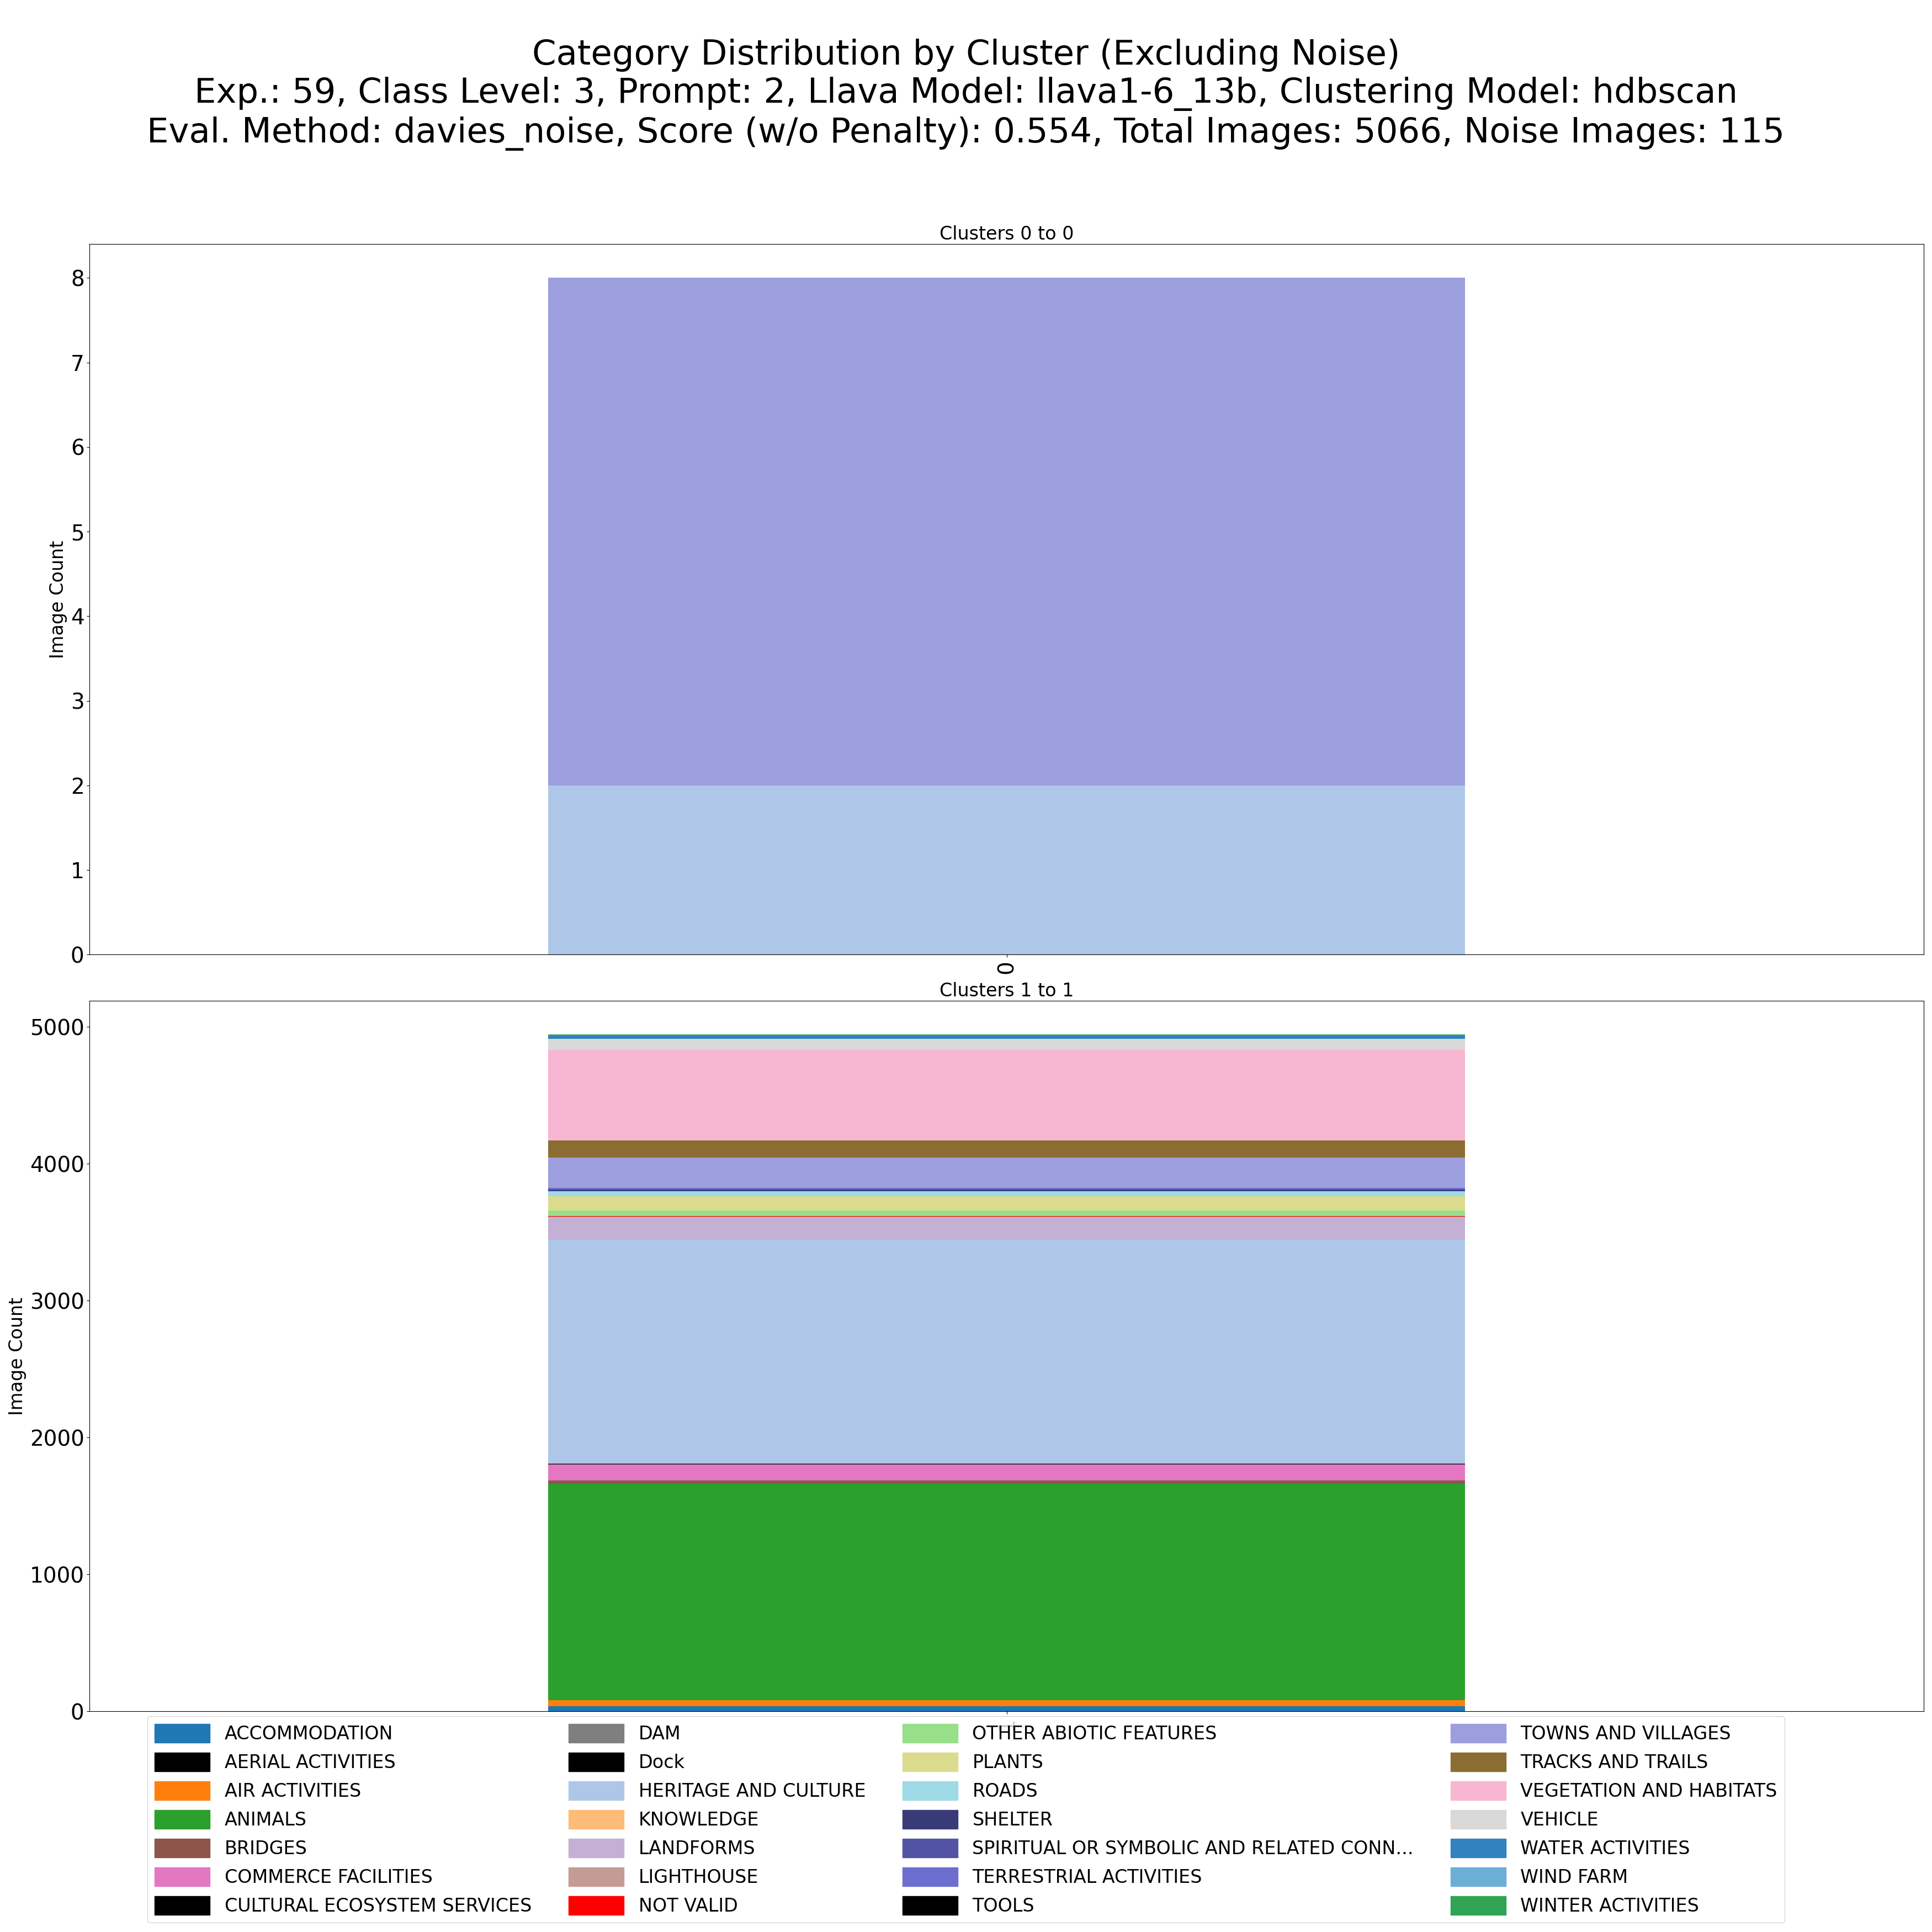 Category Distribution by Cluster (Excluding Noise)
Exp.: 59, Class Level: 3, Prompt: 2, Llava Model: llava1-6_13b, Clustering Model: hdbscan
Eval. Method: davies_noise, Score (w/o Penalty): 0.554, Total Images: 5066, Noise Images: 115
Clusters 0 to 0
8
7
6
5
4
3
2
1
0
Image Count
0
Clusters 1 to 1
5000
4000
3000
2000
1000
0
Image Count
ACCOMMODATION
AERIAL ACTIVITIES
AIR ACTIVITIES
ANIMALS
BRIDGES
COMMERCE FACILITIES
CULTURAL ECOSYSTEM SERVICES
DAM
Dock
HERITAGE AND CULTURE
KNOWLEDGE
LANDFORMS
LIGHTHOUSE
NOT VALID
OTHER ABIOTIC FEATURES
PLANTS
ROADS
SHELTER
SPIRITUAL OR SYMBOLIC AND RELATED CONN...
TERRESTRIAL ACTIVITIES
TOOLS
TOWNS AND VILLAGES
TRACKS AND TRAILS
VEGETATION AND HABITATS
VEHICLE
WATER ACTIVITIES
WIND FARM
WINTER ACTIVITIES